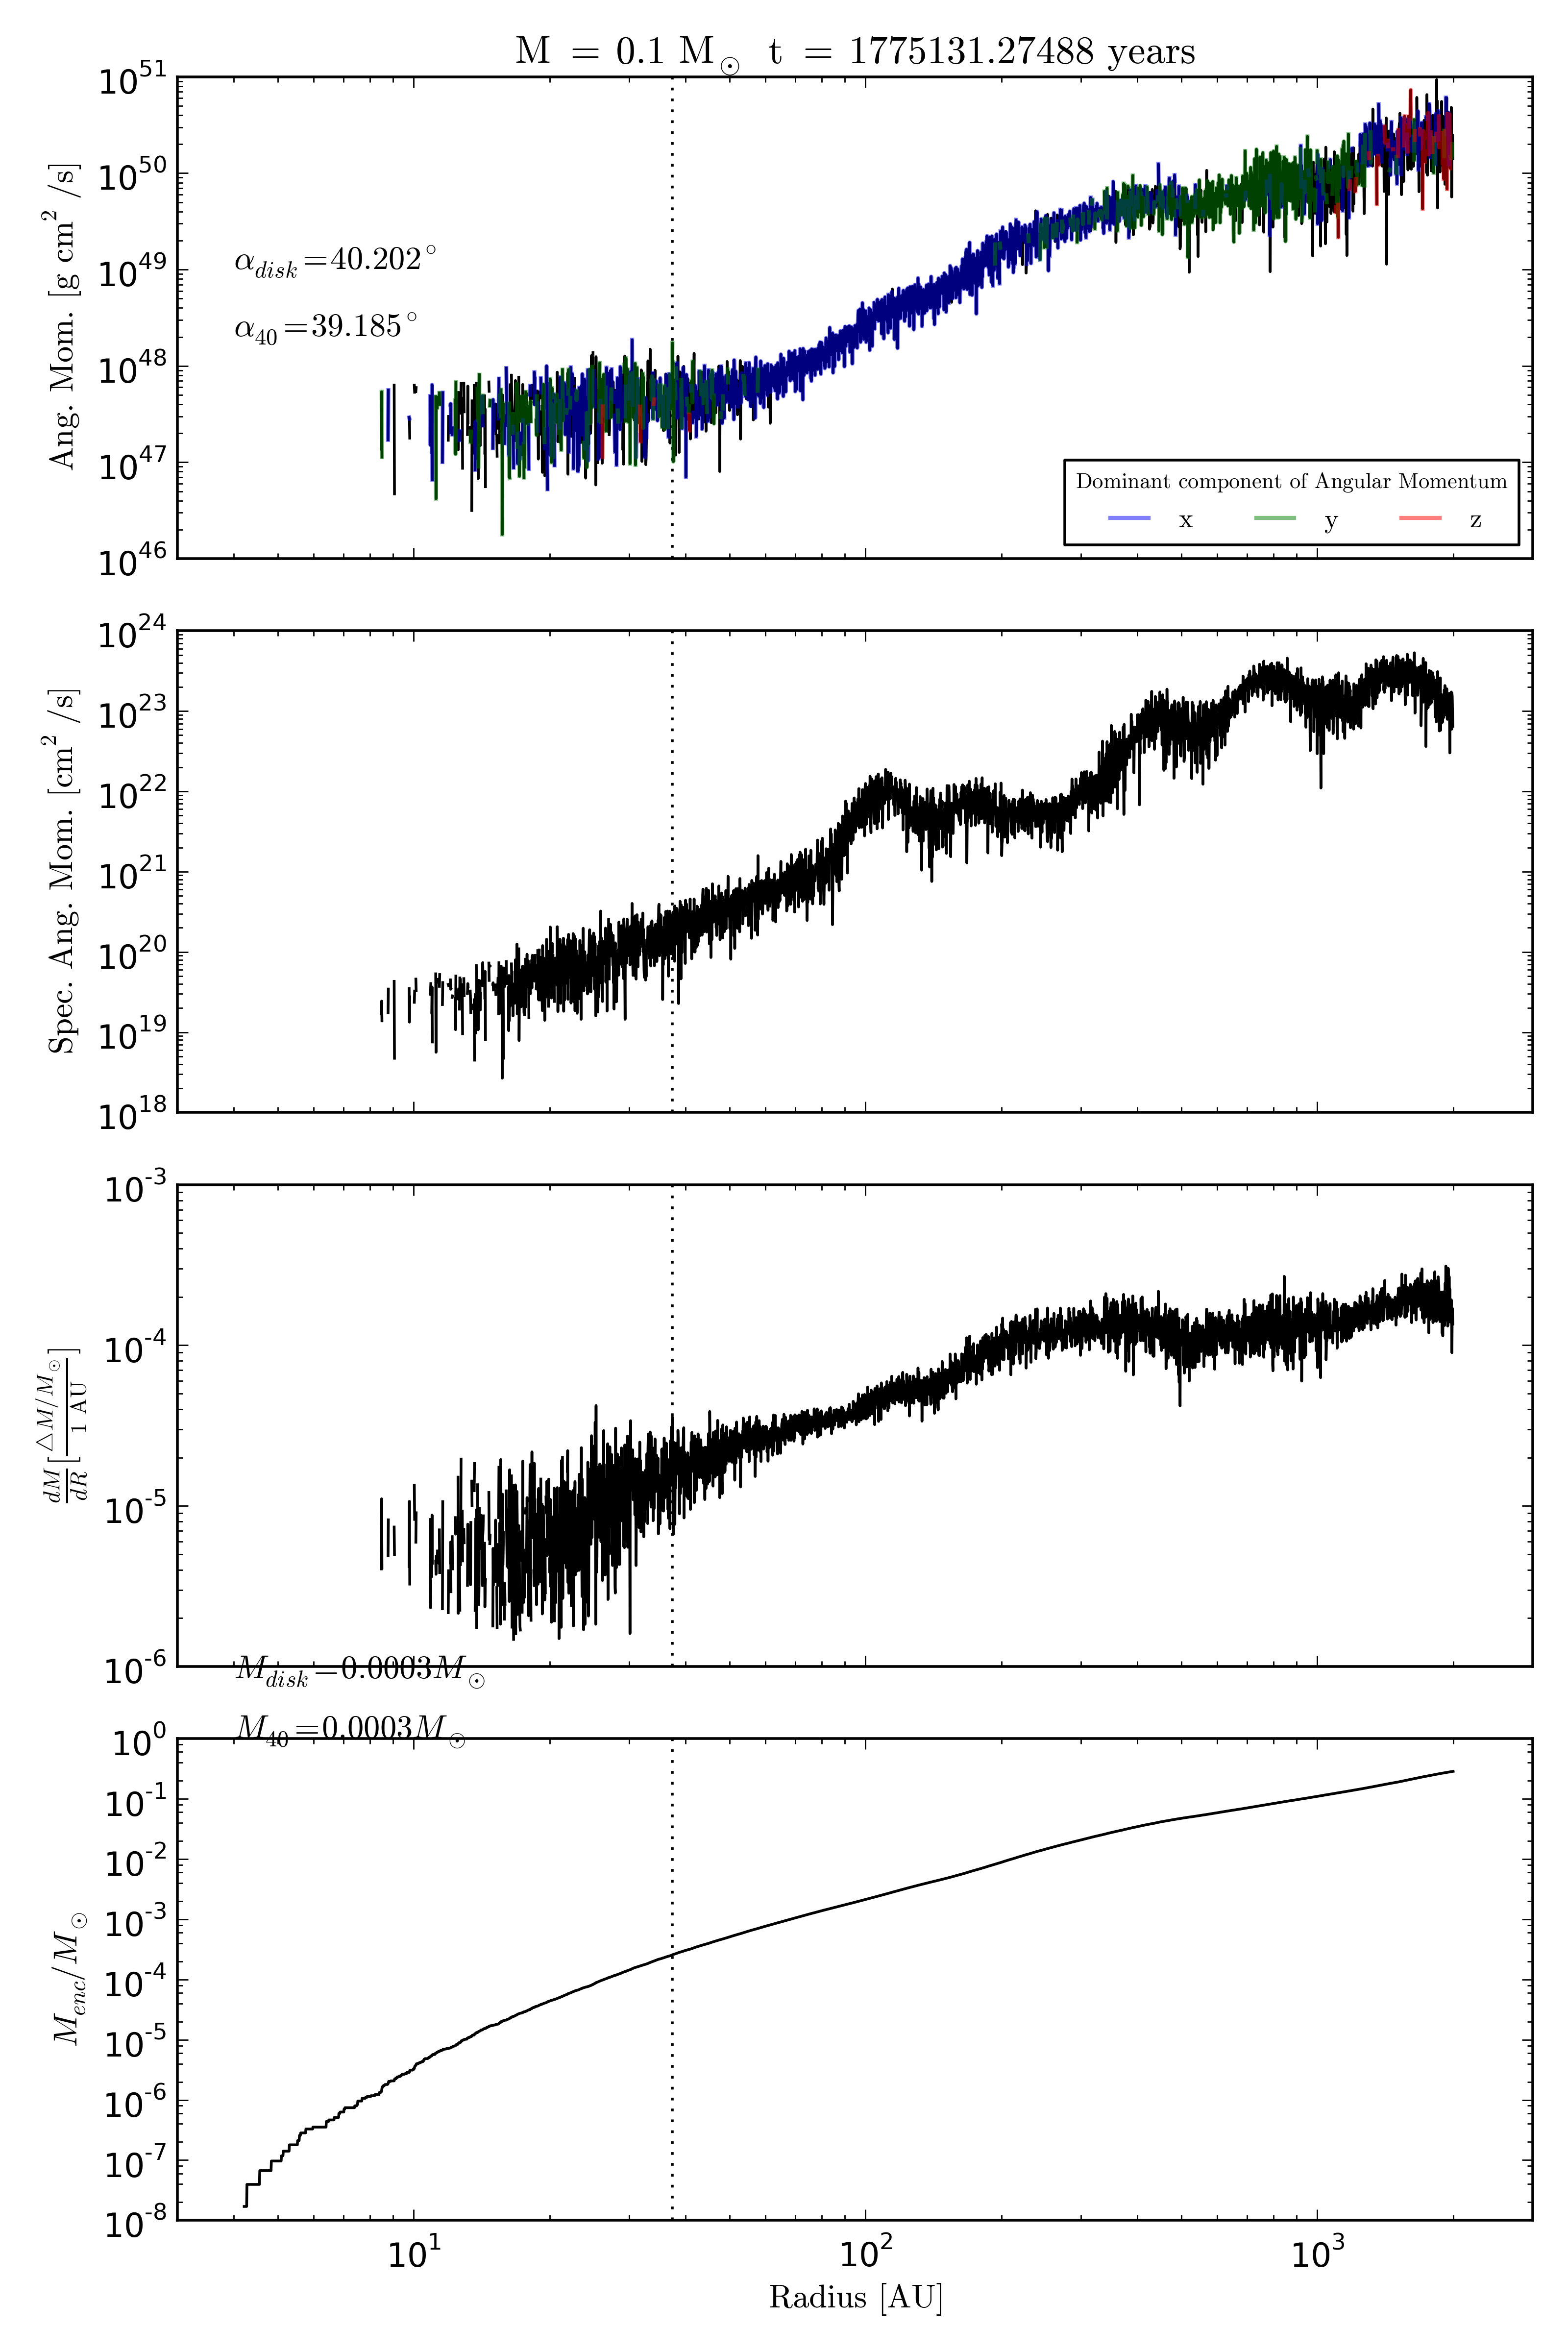 M = 0.1 M⊙ t = 1775131.27488 years
10^51
10^50
10^49
10^48
10^47
10^46
Ang. Mom. [g cm^2 /s]
α_disk=40.202°
α_40=39.185°
Dominant component of Angular Momentum
x y z
10^24
10^23
10^22
10^21
10^20
10^19
10^18
Spec. Ang. Mom. [cm^2 /s]
10^-3
10^-4
10^-5
10^-6
dM/dR [△M/M⊙ / 1 AU]
M_disk=0.0003M⊙
M_40=0.0003M⊙
10^0
10^-1
10^-2
10^-3
10^-4
10^-5
10^-6
10^-7
10^-8
M_enc/M⊙
10^1 10^2 10^3
Radius [AU]